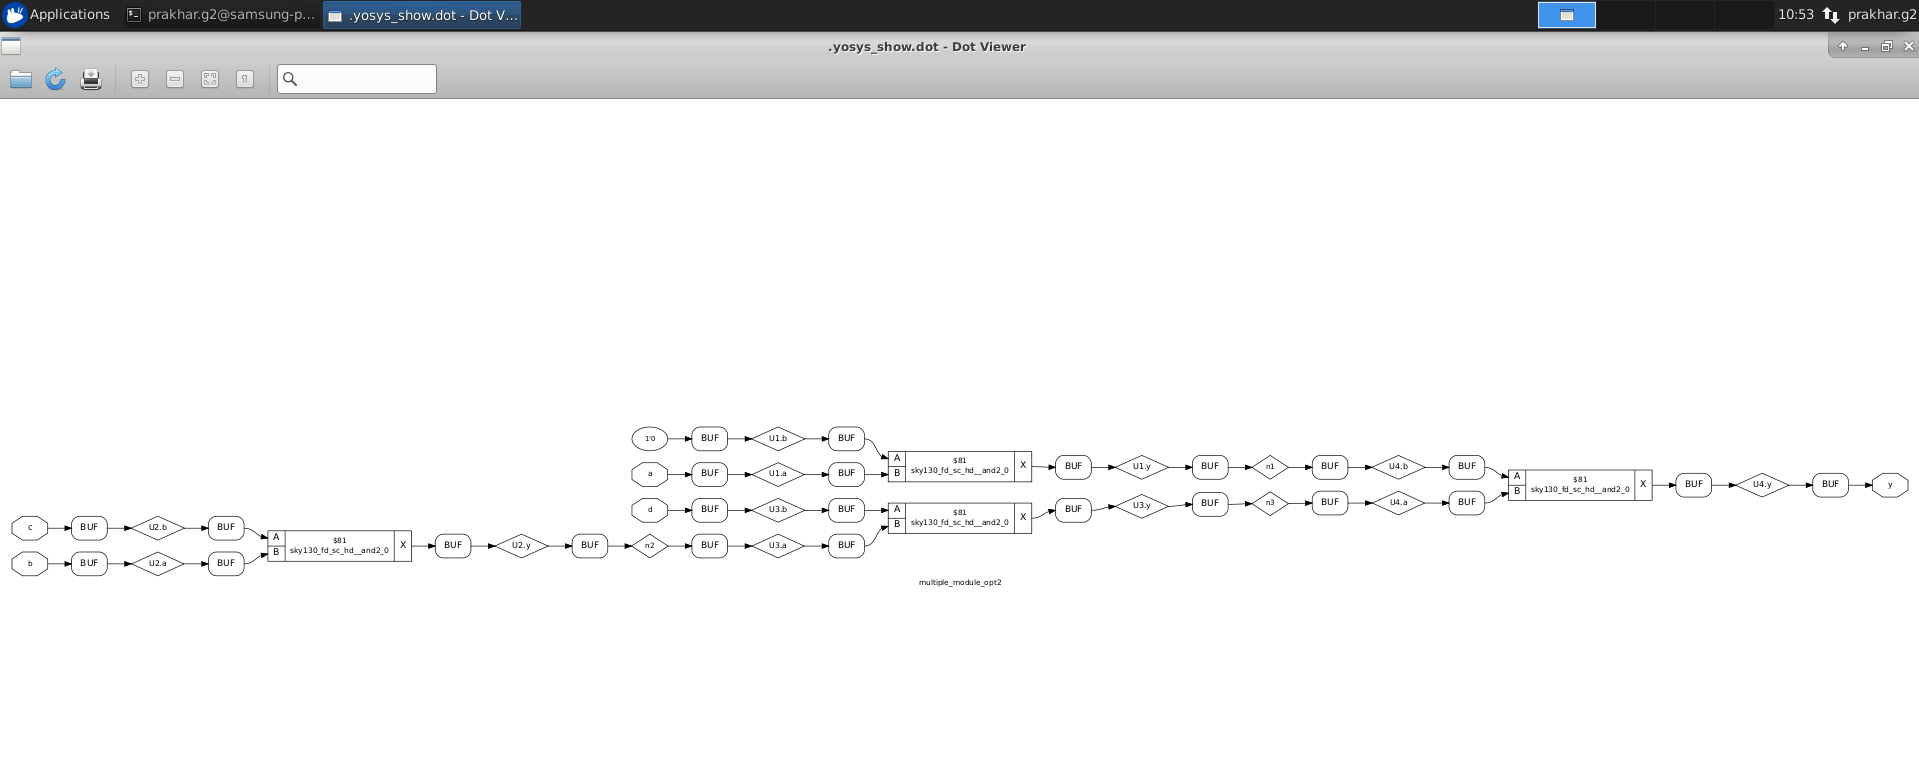 Applications prakhar.g2@samsung-p... .yosys_show.dot - Dot V... 10:53 prakhar.g2
.yosys_show.dot - Dot Viewer
1'0 BUF U1.b BUF
a BUF U1.a BUF
A B $81 X
sky130_fd_sc_hd__and2_0
BUF U1.y BUF n1 BUF U4.b BUF
d BUF U3.b BUF
A B $81 X
sky130_fd_sc_hd__and2_0
BUF U3.y BUF n3 BUF U4.a BUF
A B $81 X
sky130_fd_sc_hd__and2_0
BUF U4.y BUF y
c BUF U2.b BUF
b BUF U2.a BUF
A B $81 X
sky130_fd_sc_hd__and2_0
BUF U2.y BUF n2 BUF U3.a BUF
multiple_module_opt2